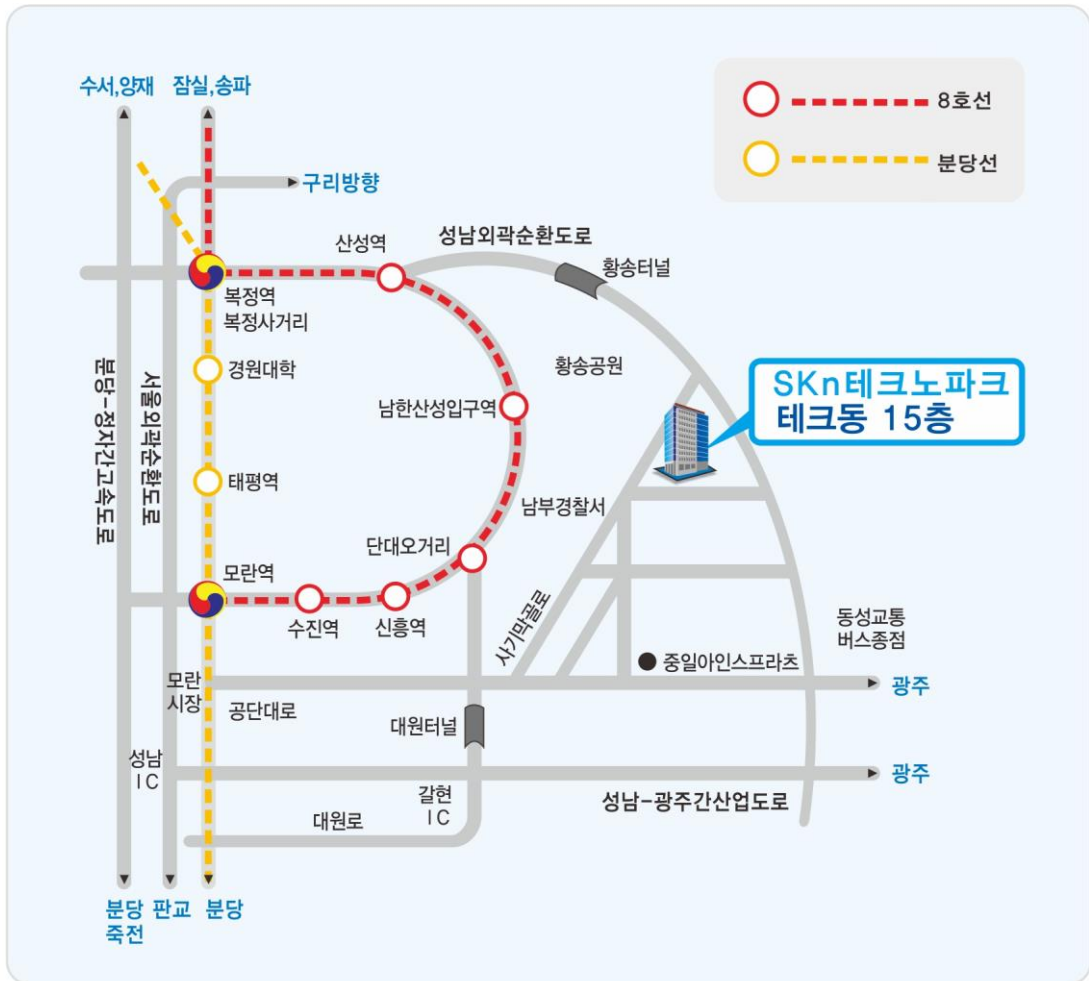 수서,양재
잠실,송파
8호선
분당선
구리방향
산성역
성남외곽순환도로
황송터널
복정역
복정사거리
분당-정자간고속도로
서울외곽순환도로
경원대학
황송공원
SKn테크노파크
테크동 15층
남한산성입구역
태평역
남부경찰서
단대오거리
모란역
수진역
신흥역
사기막골로
동성교통
버스종점
중일아인스프라츠
모란
시장
공단대로
광주
대원터널
성남
IC
광주
갈현
IC
성남-광주간산업도로
대원로
분당
죽전
판교
분당